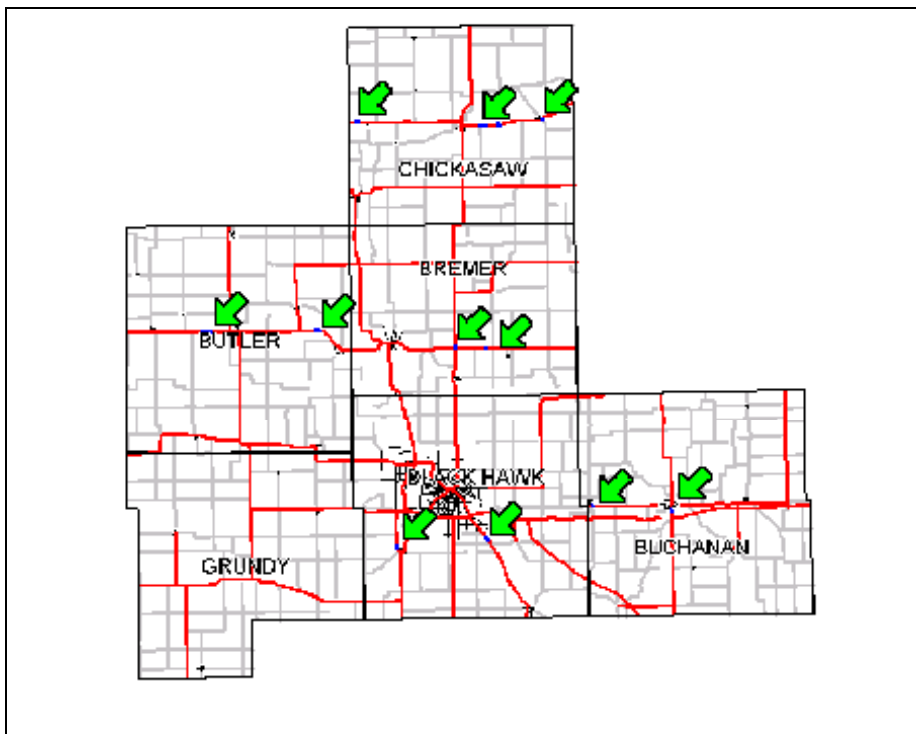 CHICKASAW
BREMER
BUTLER
BLACK HAWK
GRUNDY
BUCHANAN